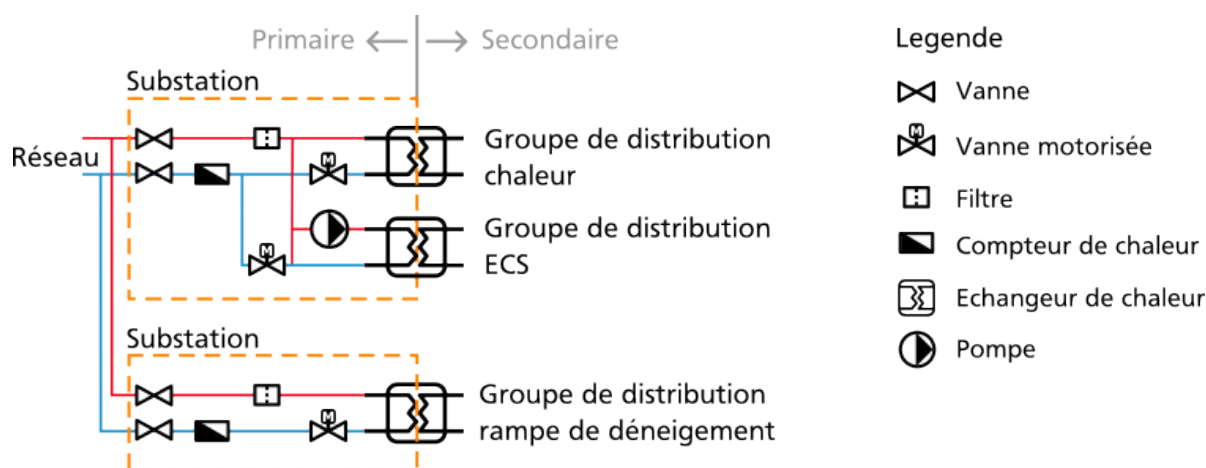 Primaire
Secondaire
Legende
Substation
Vanne
Réseau
Groupe de distribution
chaleur
M
Vanne motorisée
M
Filtre
Groupe de distribution
ECS
M
Compteur de chaleur
Echangeur de chaleur
Substation
Pompe
Groupe de distribution
rampe de déneigement
M